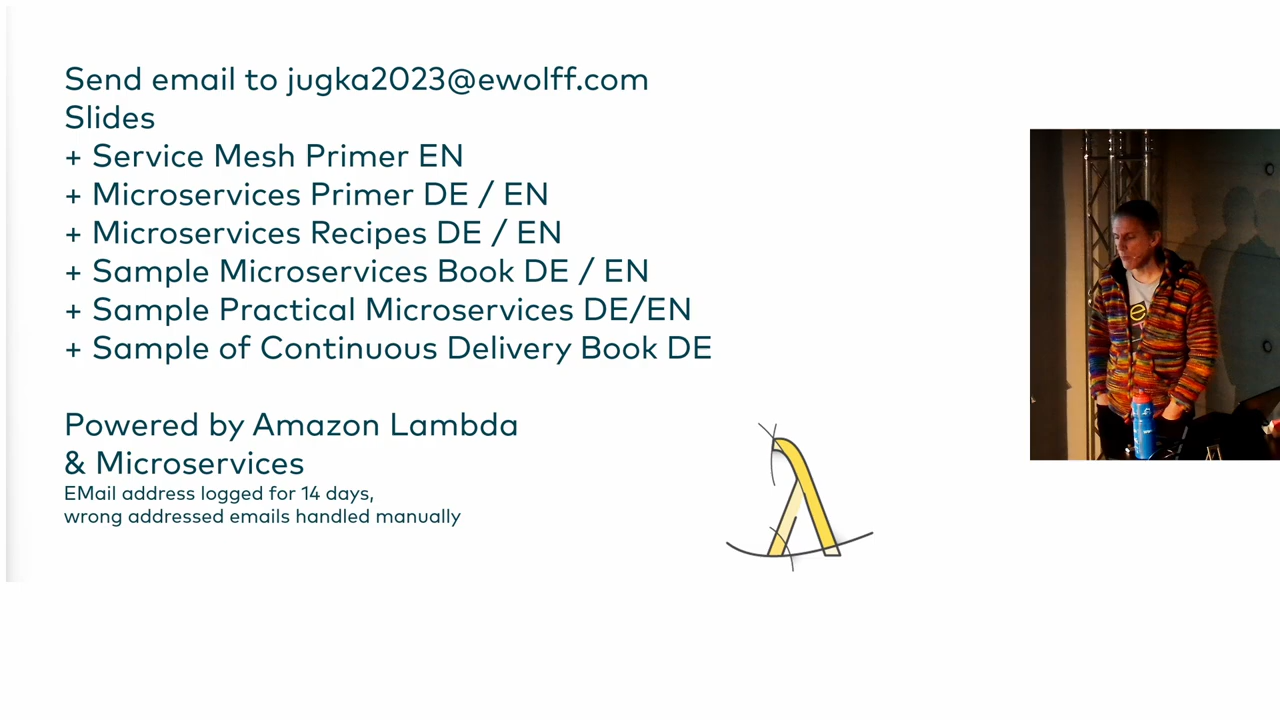 Send email to jugka2023@ewolff.com
Slides
+ Service Mesh Primer EN
+ Microservices Primer DE / EN
+ Microservices Recipes DE / EN
+ Sample Microservices Book DE / EN
+ Sample Practical Microservices DE/EN
+ Sample of Continuous Delivery Book DE
Powered by Amazon Lambda
& Microservices
EMail address logged for 14 days,
wrong addressed emails handled manually